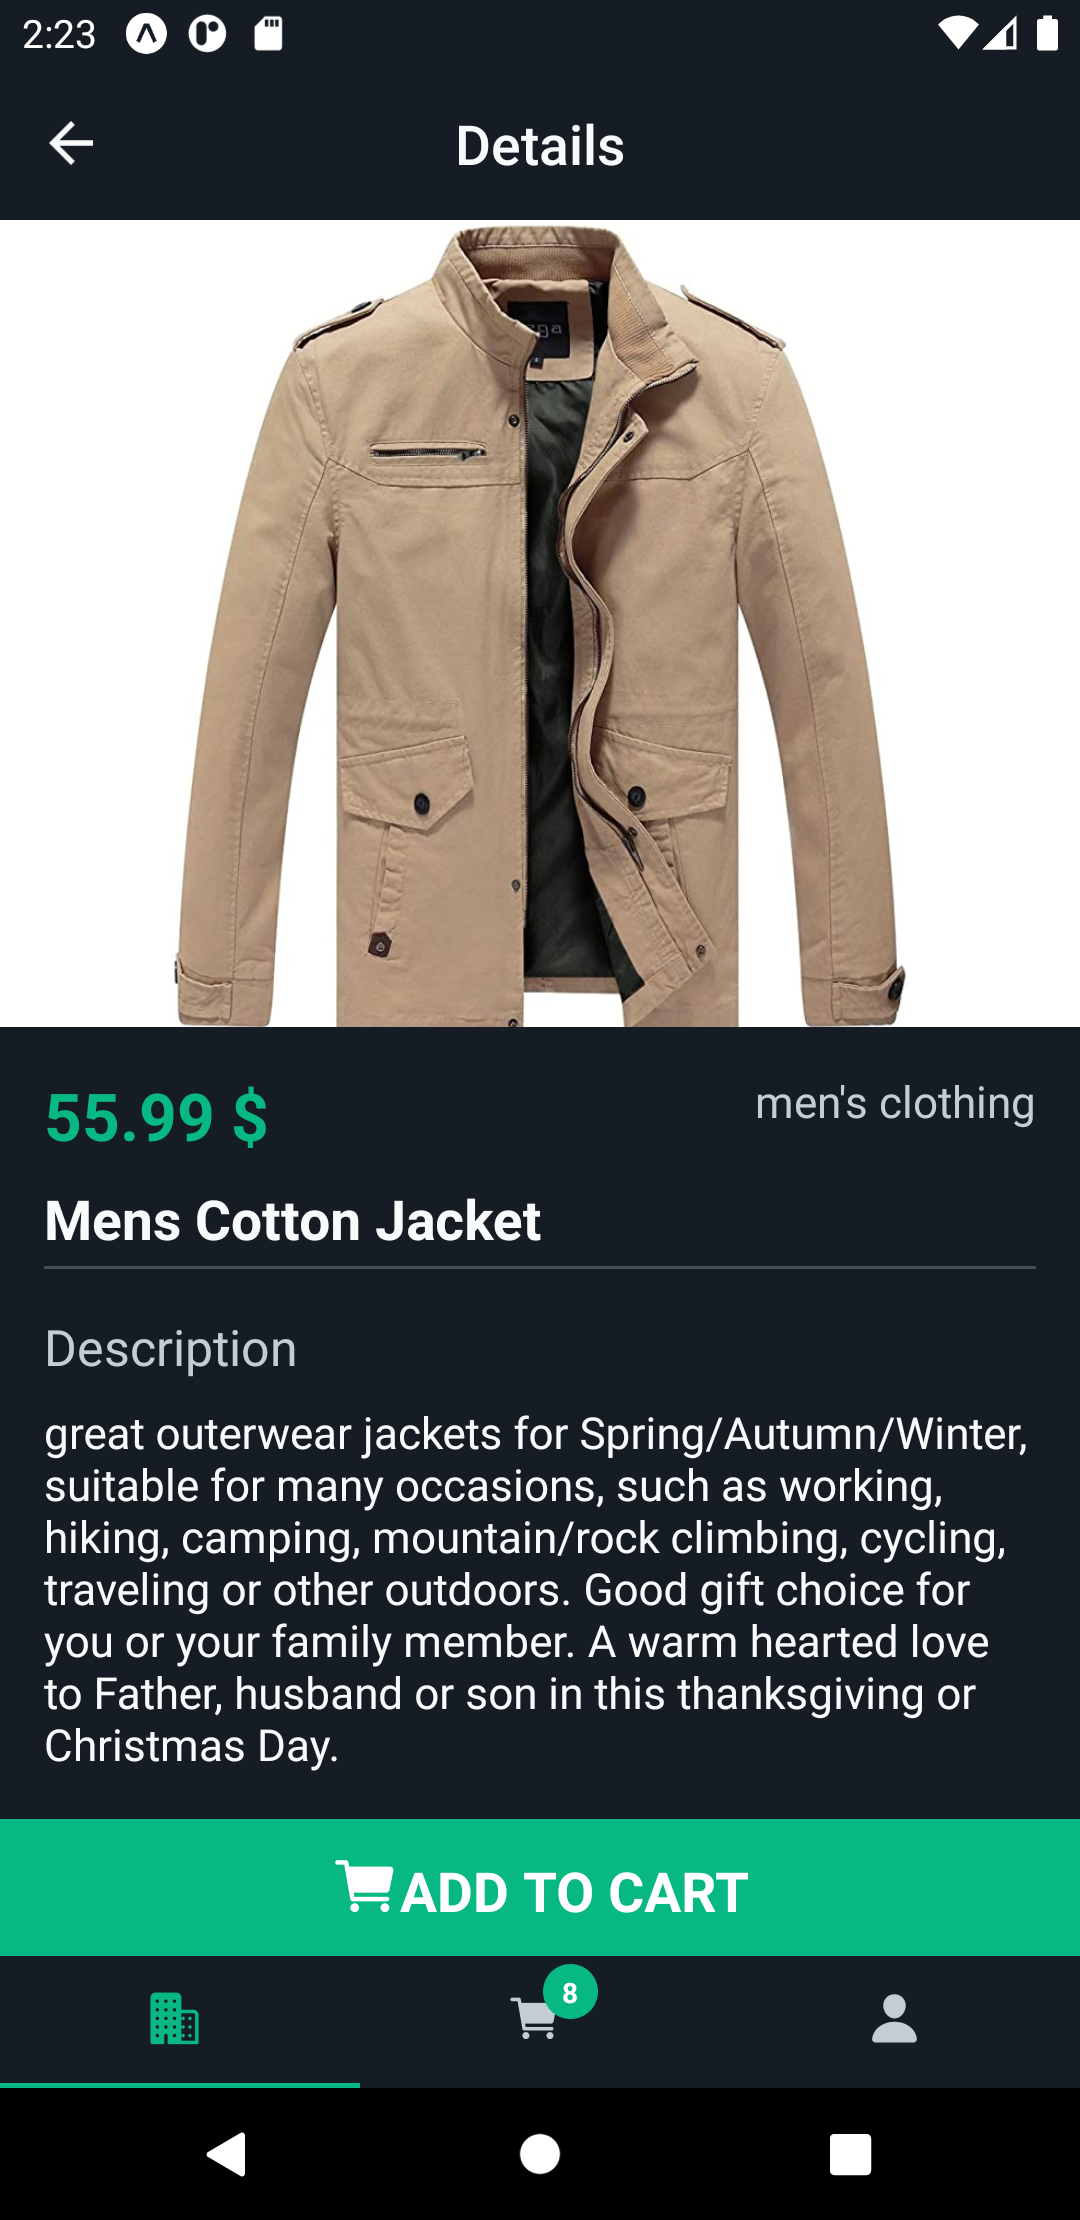 2:23
Details
55.99 $
men's clothing
Mens Cotton Jacket
Description
great outerwear jackets for Spring/Autumn/Winter,
suitable for many occasions, such as working,
hiking, camping, mountain/rock climbing, cycling,
traveling or other outdoors. Good gift choice for
you or your family member. A warm hearted love
to Father, husband or son in this thanksgiving or
Christmas Day.
ADD TO CART
8